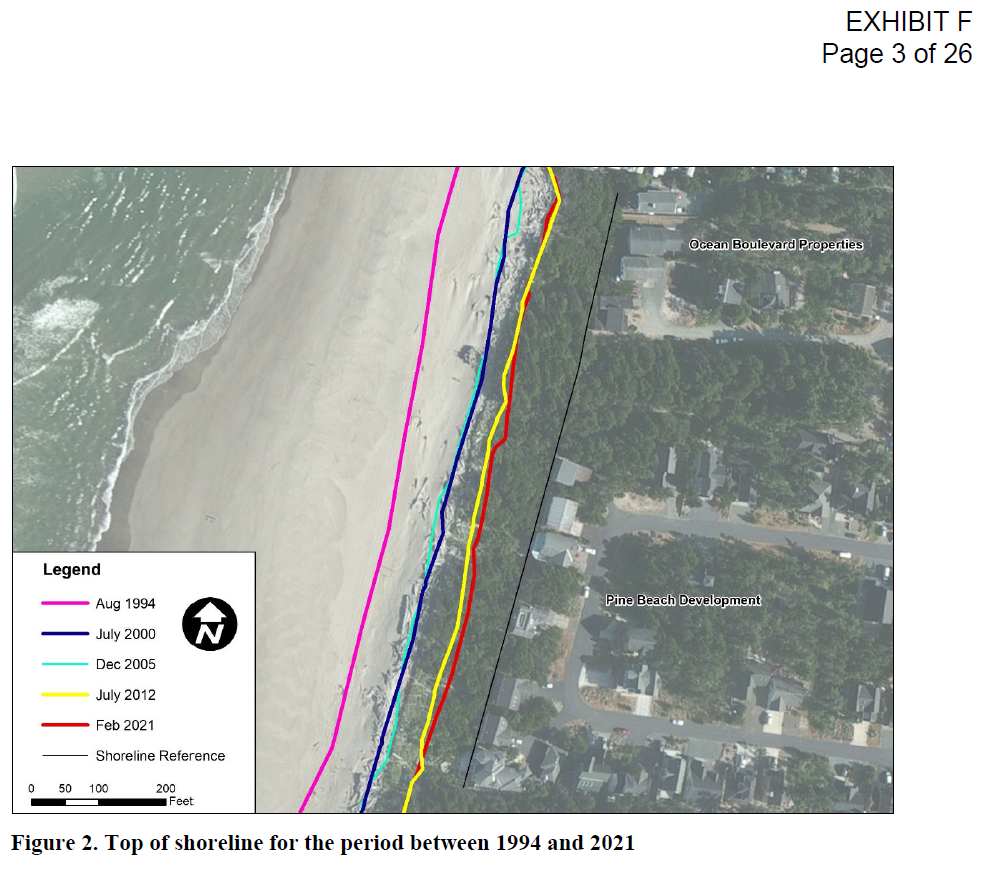 EXHIBIT F
Page 3 of 26
Ocean Boulevard Properties
Pine Beach Development
Legend
Aug 1994
July 2000
Dec 2005
July 2012
Feb 2021
Shoreline Reference
N
0 50 100 200
Feet
Figure 2. Top of shoreline for the period between 1994 and 2021